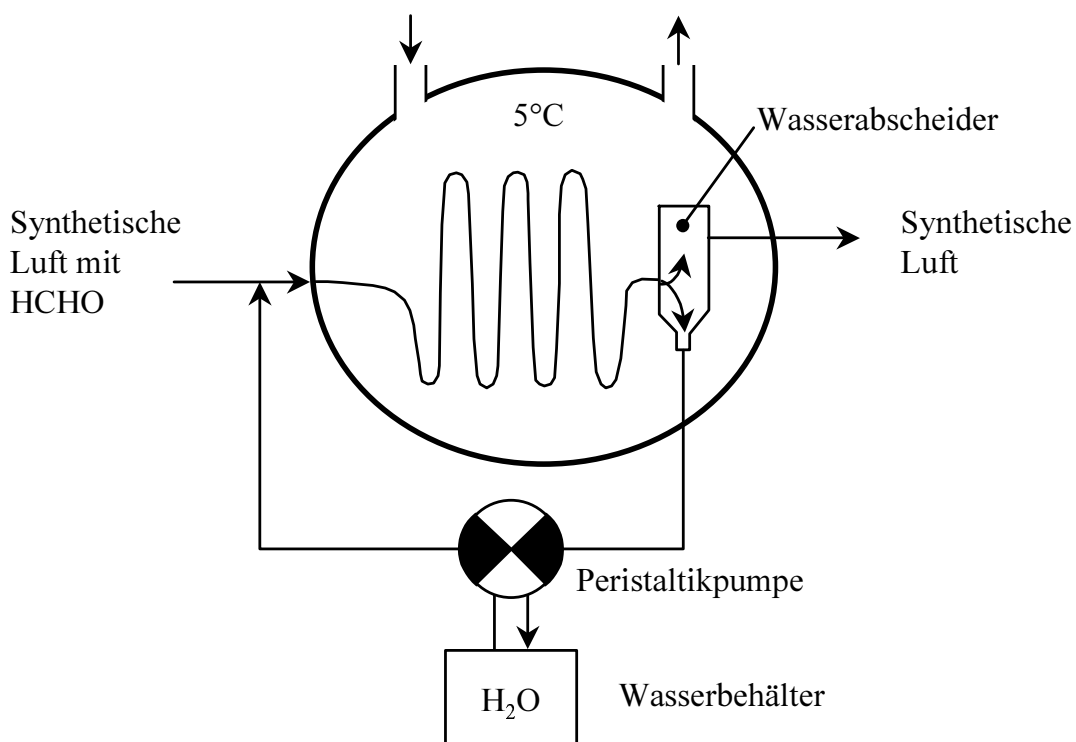 5°C
Wasserabscheider
Synthetische
Luft mit
HCHO
Synthetische
Luft
Peristaltikpumpe
H₂O
Wasserbehälter